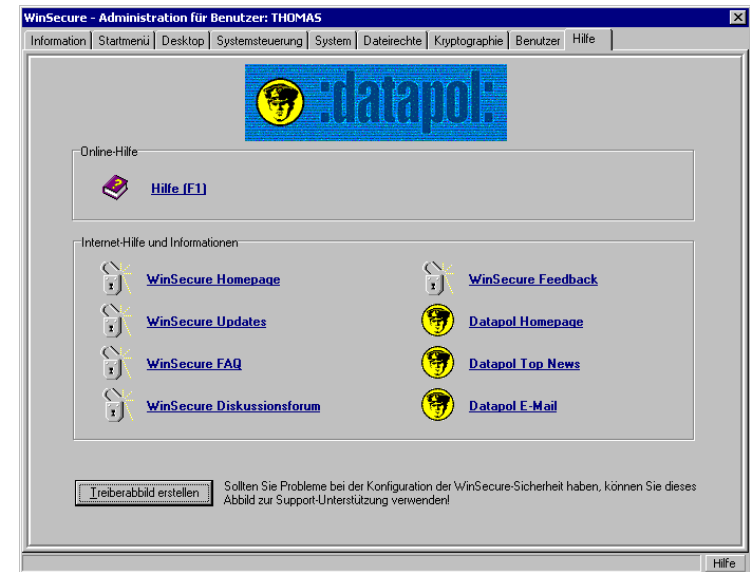 WinSecure - Administration für Benutzer: THOMAS
Information Startmenü Desktop Systemsteuerung System Dateirechte Kryptographie Benutzer Hilfe
:datapol:
Online-Hilfe
Hilfe (F1)
Internet-Hilfe und Informationen
WinSecure Homepage
WinSecure Feedback
WinSecure Updates
Datapol Homepage
WinSecure FAQ
Datapol Top News
WinSecure Diskussionsforum
Datapol E-Mail
Treiberabbild erstellen
Sollten Sie Probleme bei der Konfiguration der WinSecure-Sicherheit haben, können Sie dieses
Abbild zur Support-Unterstützung verwenden!
Hilfe